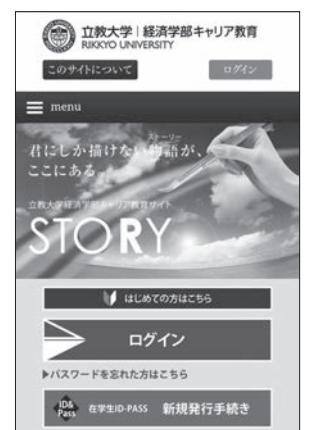 立教大学 | 経済学部キャリア教育
RIKKYO UNIVERSITY
このサイトについて
ログイン
menu
ストーリー
君にしか描けない物語が、
ここにある。
立教大学経済学部キャリア教育サイト
STORY
はじめての方はこちら
ログイン
▶パスワードを忘れた方はこちら
ID& Pass 在学生ID-PASS 新規発行手続き